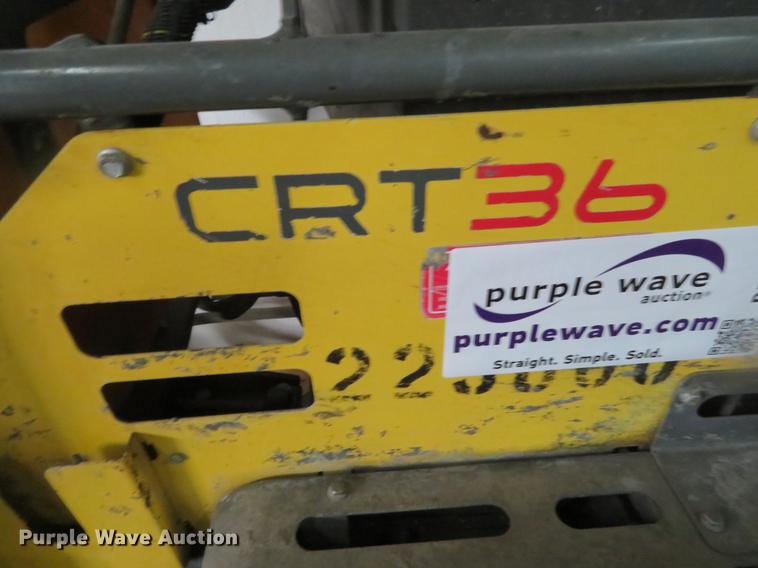 CRT36
purple wave
auction®
purplewave.com
Straight. Simple. Sold.
Purple Wave Auction